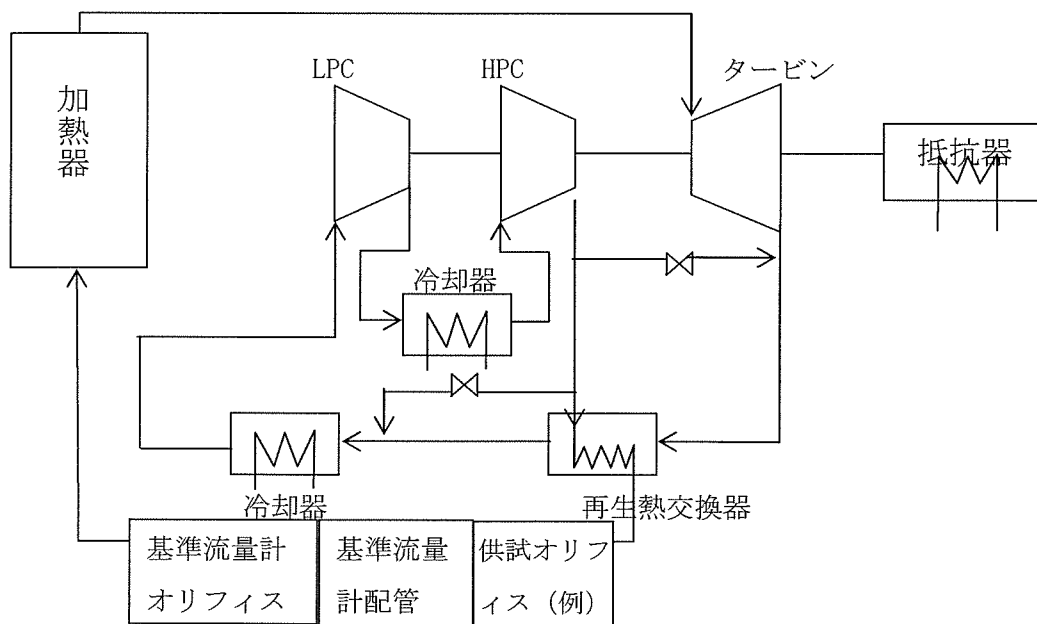 LPC
HPC
タービン
加熱器
抵抗器
冷却器
冷却器
再生熱交換器
基準流量計
オリフィス
基準流量
計配管
供試オリフ
ィス（例）